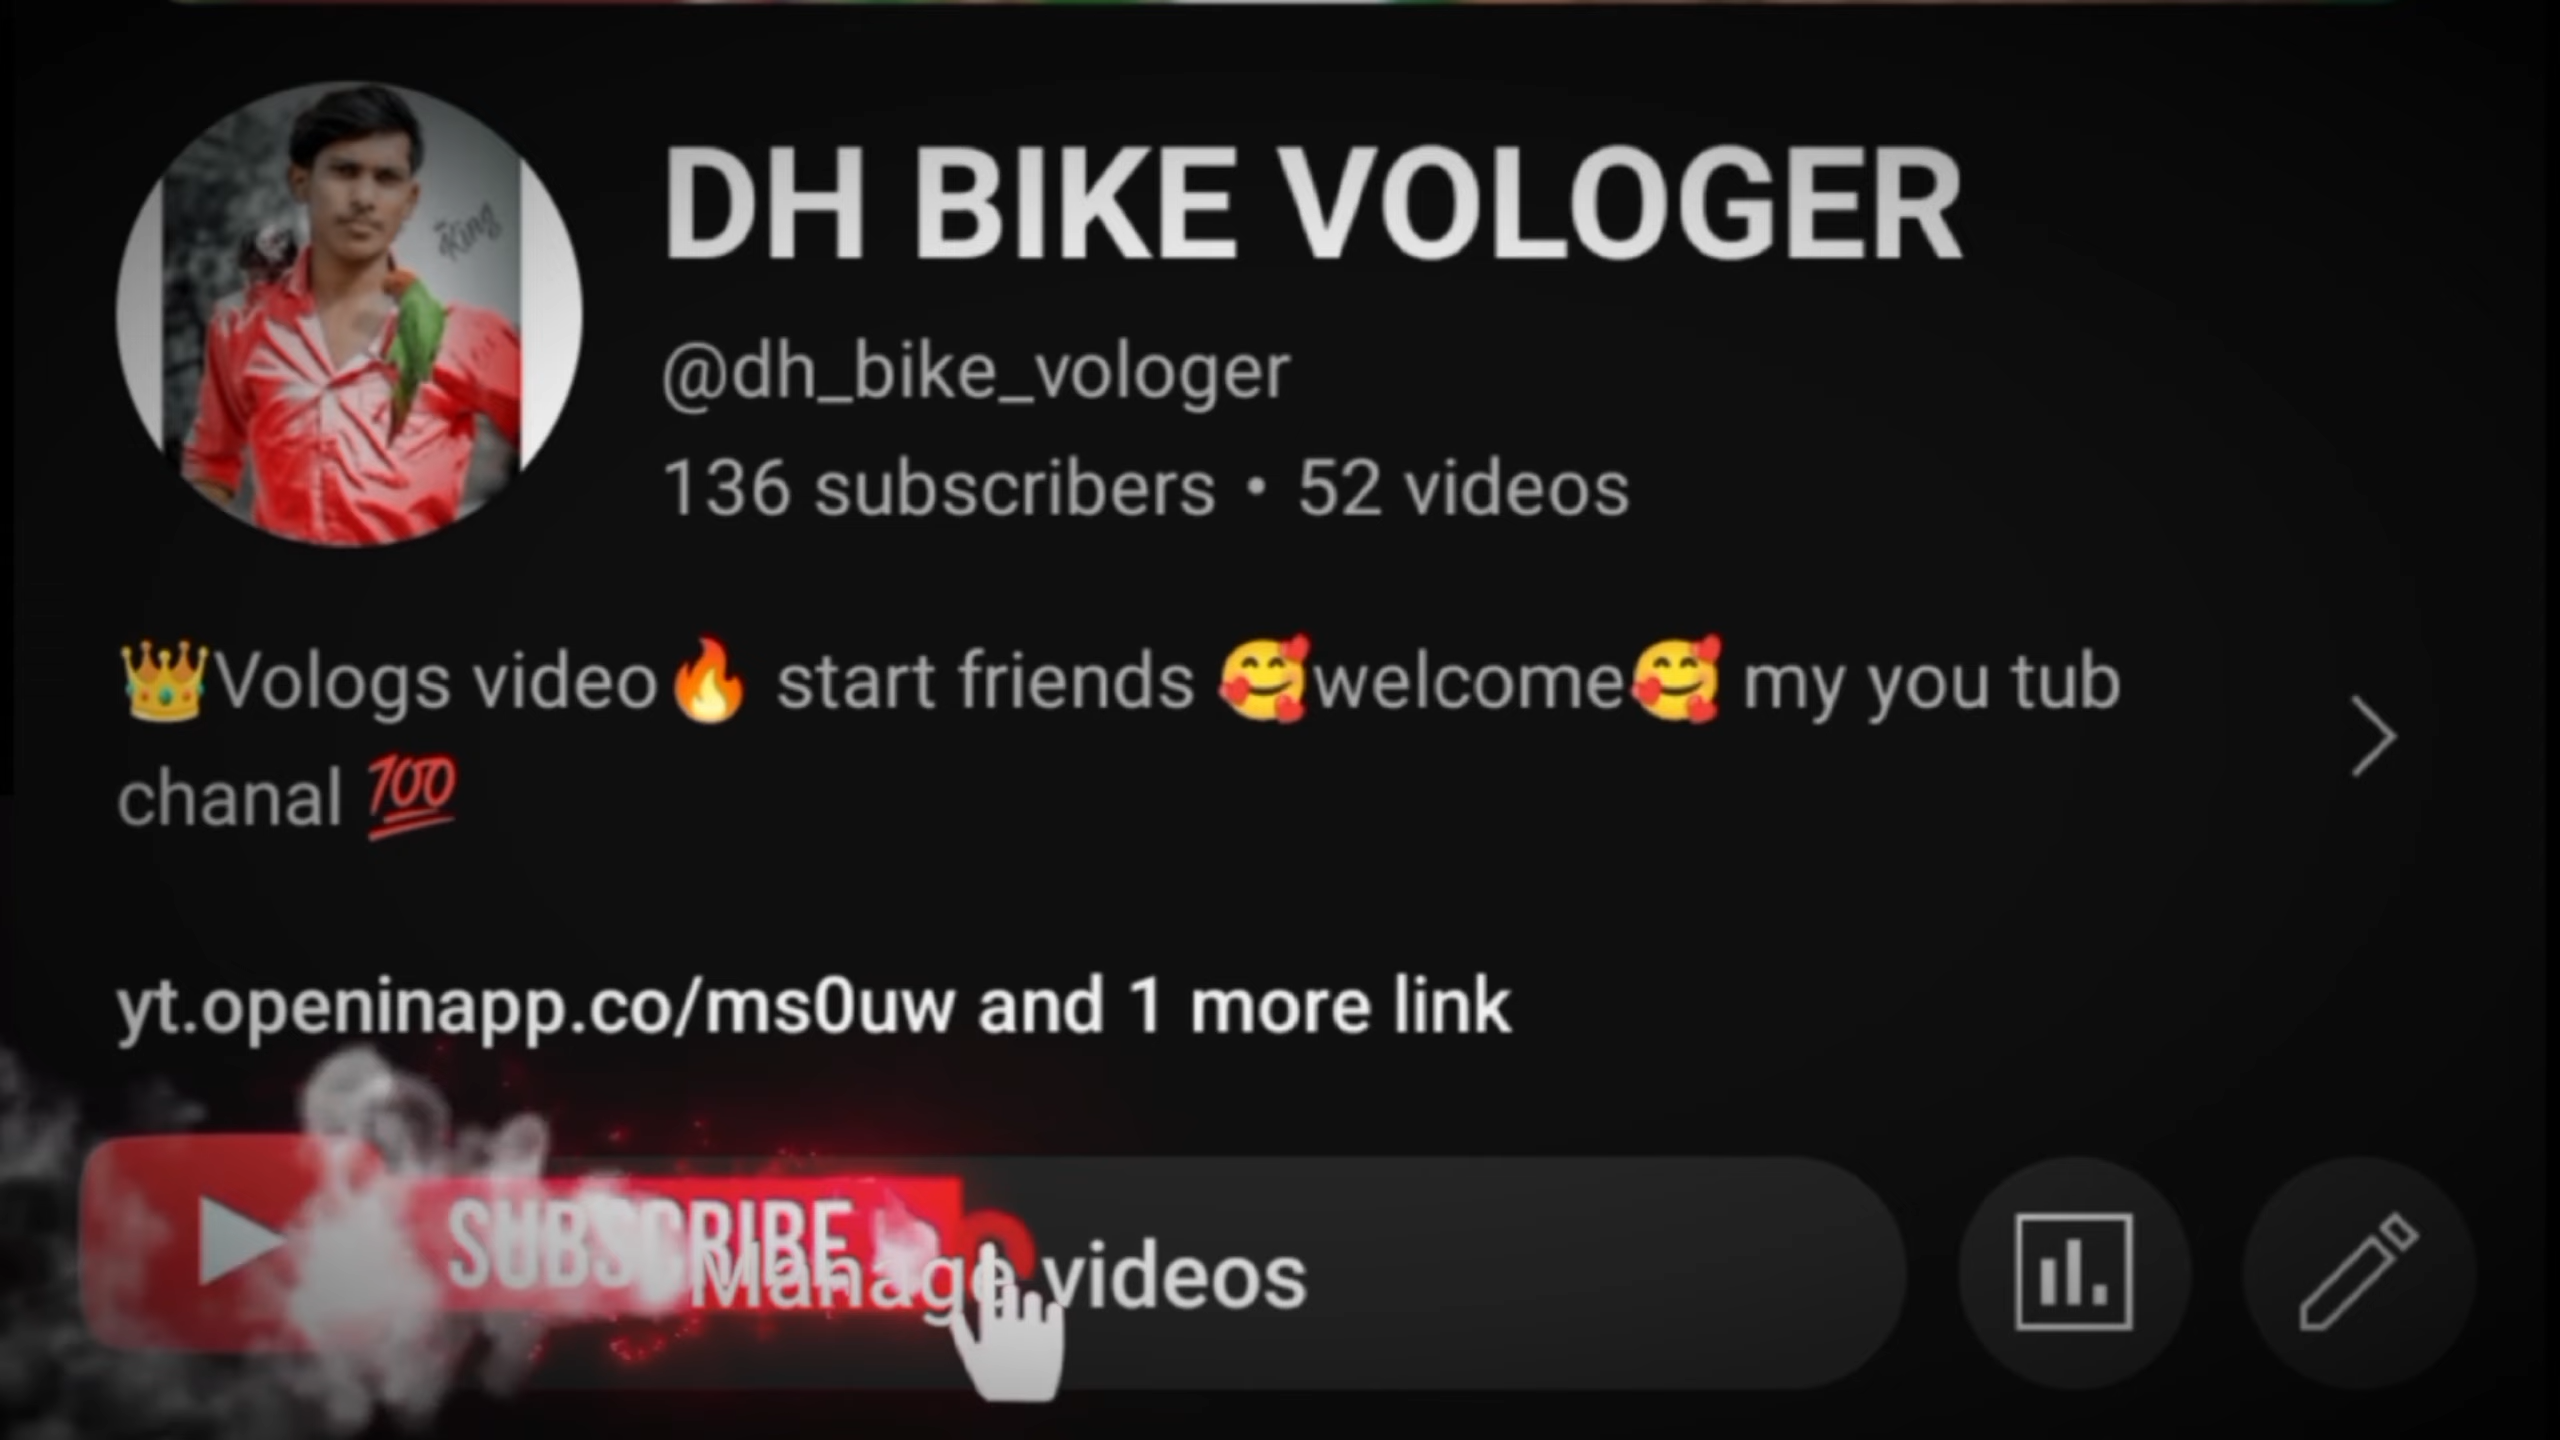 King
DH BIKE VOLOGER
@dh_bike_vologer
136 subscribers • 52 videos
👑Vologs video🔥 start friends 🥰welcome🥰 my you tub
chanal 💯
yt.openinapp.co/ms0uw and 1 more link
SUBSCRIBE
Manage videos